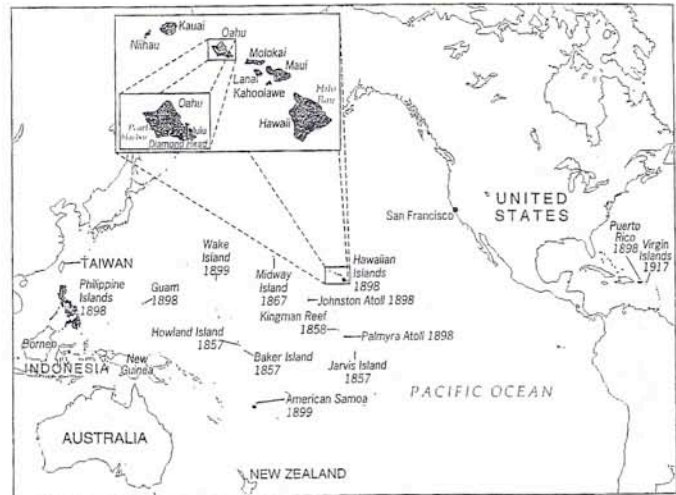 Kauai
Niihau
Oahu
Molokai
Maui
Lanai
Kahoolawe
Hilo
Bay
Hawaii
Oahu
Pearl
Harbor
Diamond Head
UNITED
STATES
San Francisco
Puerto
Rico
1898
Virgin
Islands
1917
TAIWAN
Philippine
Islands
1898
Guam
1898
Wake
Island
1899
Midway
Island
1867
Hawaiian
Islands
1898
Johnston Atoll 1898
Kingman Reef
1858
Palmyra Atoll 1898
Howland Island
1857
Baker Island
1857
Jarvis Island
1857
Borneo
INDONESIA
New
Guinea
American Samoa
1899
PACIFIC OCEAN
AUSTRALIA
NEW ZEALAND